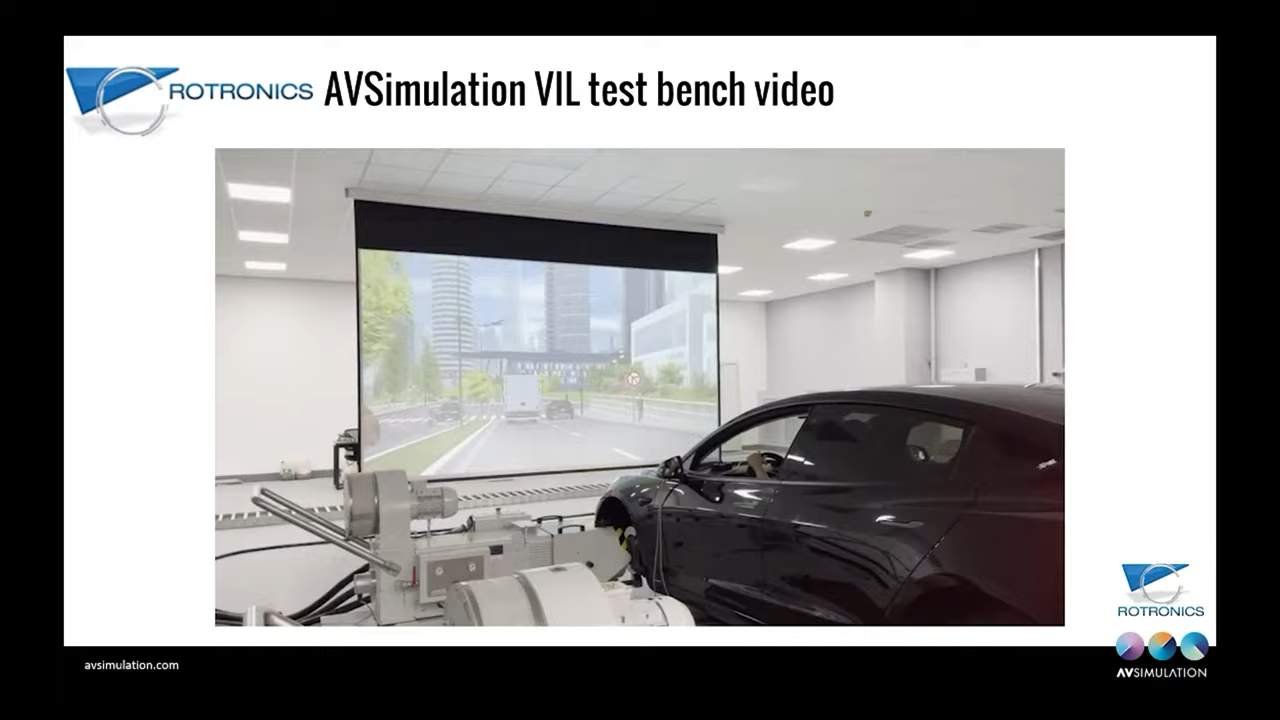 ROTRONICS
AVSimulation VIL test bench video
ROTRONICS
AVSIMULATION
avsimulation.com